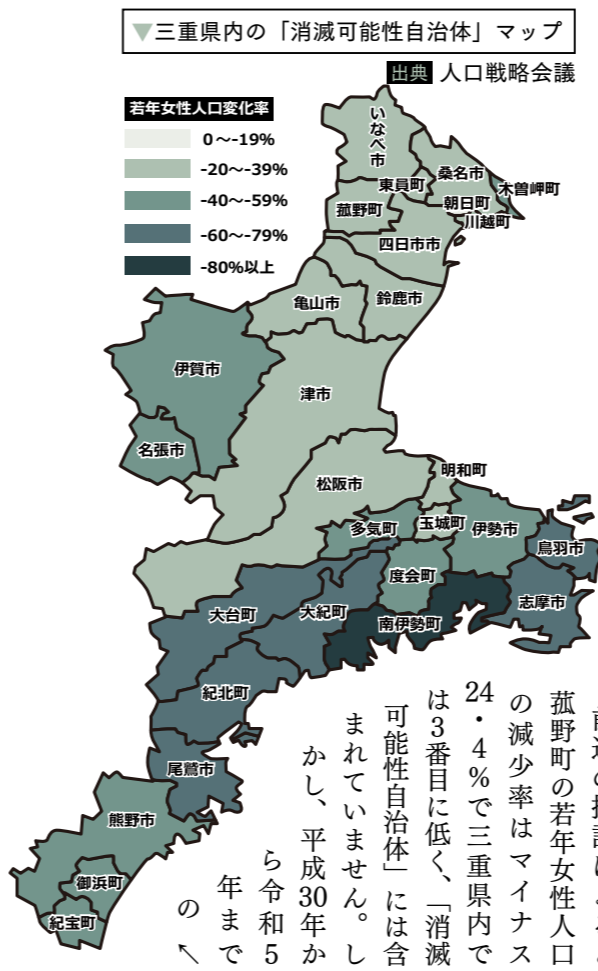 ▼三重県内の「消滅可能性自治体」マップ
出典 人口戦略会議
若年女性人口変化率
0～-19%
-20～-39%
-40～-59%
-60～-79%
-80%以上
いなべ市
東員町
桑名市
木曽岬町
朝日町
川越町
菰野町
四日市市
亀山市
鈴鹿市
伊賀市
津市
名張市
松阪市
明和町
多気町
玉城町
伊勢市
鳥羽市
度会町
志摩市
大台町
大紀町
南伊勢町
紀北町
尾鷲市
熊野市
御浜町
紀宝町
菰野町の若年女性人口
の減少率はマイナス
24・4％で三重県内で
は3番目に低く、「消滅
可能性自治体」には含
まれていません。し
かし、平成30年か
ら令和5
年まで
の↖